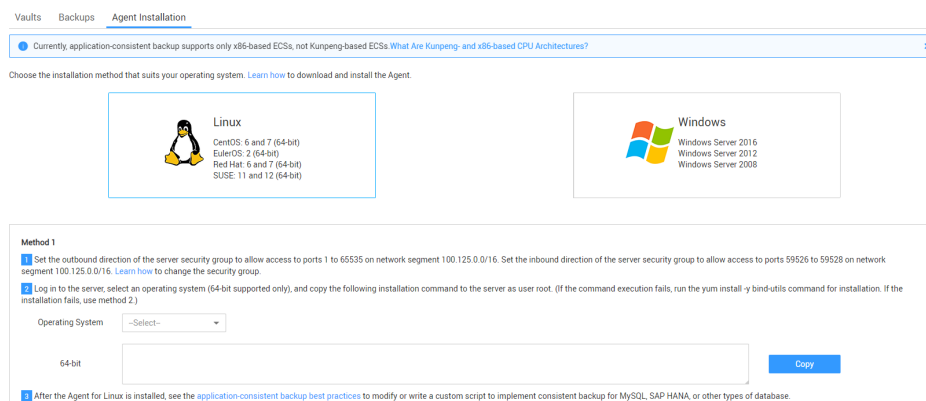 Vaults Backups Agent Installation
Currently, application-consistent backup supports only x86-based ECSs, not Kunpeng-based ECSs.What Are Kunpeng- and x86-based CPU Architectures?
Choose the installation method that suits your operating system. Learn how to download and install the Agent.
Linux
CentOS: 6 and 7 (64-bit)
EulerOS: 2 (64-bit)
Red Hat: 6 and 7 (64-bit)
SUSE: 11 and 12 (64-bit)
Windows
Windows Server 2016
Windows Server 2012
Windows Server 2008
Method 1
1 Set the outbound direction of the server security group to allow access to ports 1 to 65535 on network segment 100.125.0.0/16. Set the inbound direction of the server security group to allow access to ports 59526 to 59528 on network
segment 100.125.0.0/16. Learn how to change the security group.
2 Log in to the server, select an operating system (64-bit supported only), and copy the following installation command to the server as user root. (If the command execution fails, run the yum install -y bind-utils command for installation. If the
installation fails, use method 2.)
Operating System --Select--
64-bit
Copy
3 After the Agent for Linux is installed, see the application-consistent backup best practices to modify or write a custom script to implement consistent backup for MySQL, SAP HANA, or other types of database.